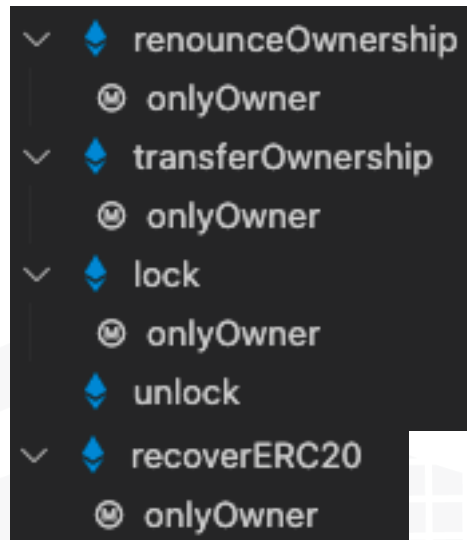 renounceOwnership
onlyOwner
transferOwnership
onlyOwner
lock
onlyOwner
unlock
recoverERC20
onlyOwner